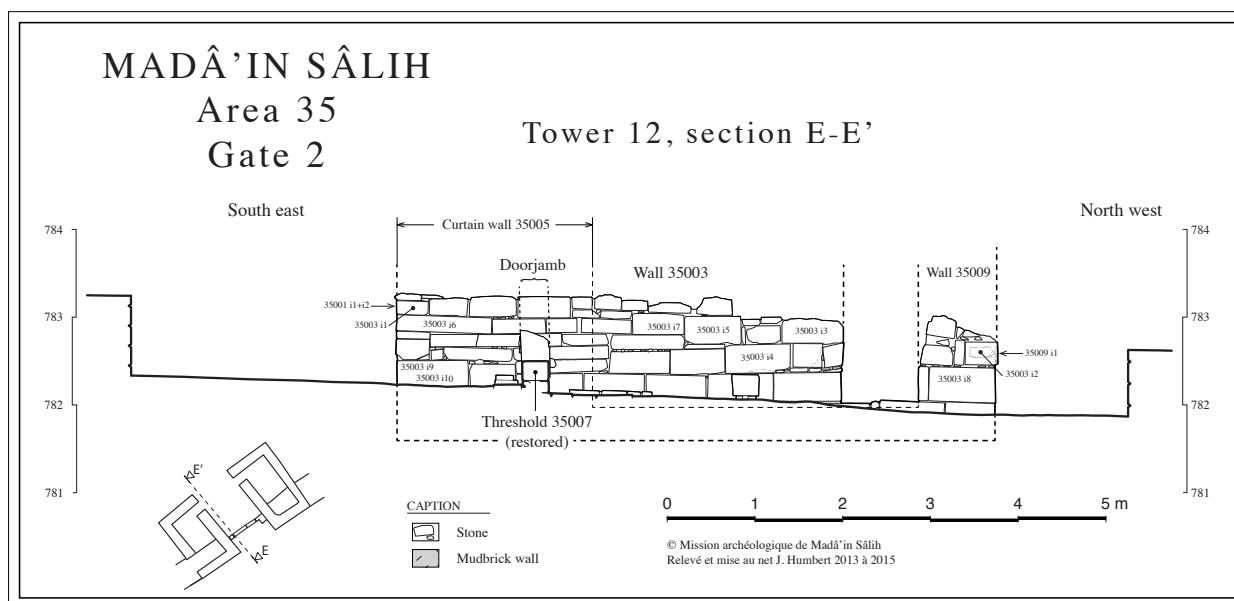 MADÂ’IN SÂLIH
Area 35
Gate 2
Tower 12, section E-E’
South east
North west
784
783
782
781
784
783
782
781
Curtain wall 35005
Doorjamb
Wall 35003
Wall 35009
35001 i1+i2
35003 i1
35003 i6
35003 i7
35003 i5
35003 i3
35003 i4
35003 i9
35003 i10
35009 i1
35003 i2
35003 i8
Threshold 35007
(restored)
E’
E
CAPTION
Stone
Mudbrick wall
0 1 2 3 4 5 m
© Mission archéologique de Madâ’in Sâlih
Relevé et mise au net J. Humbert 2013 à 2015